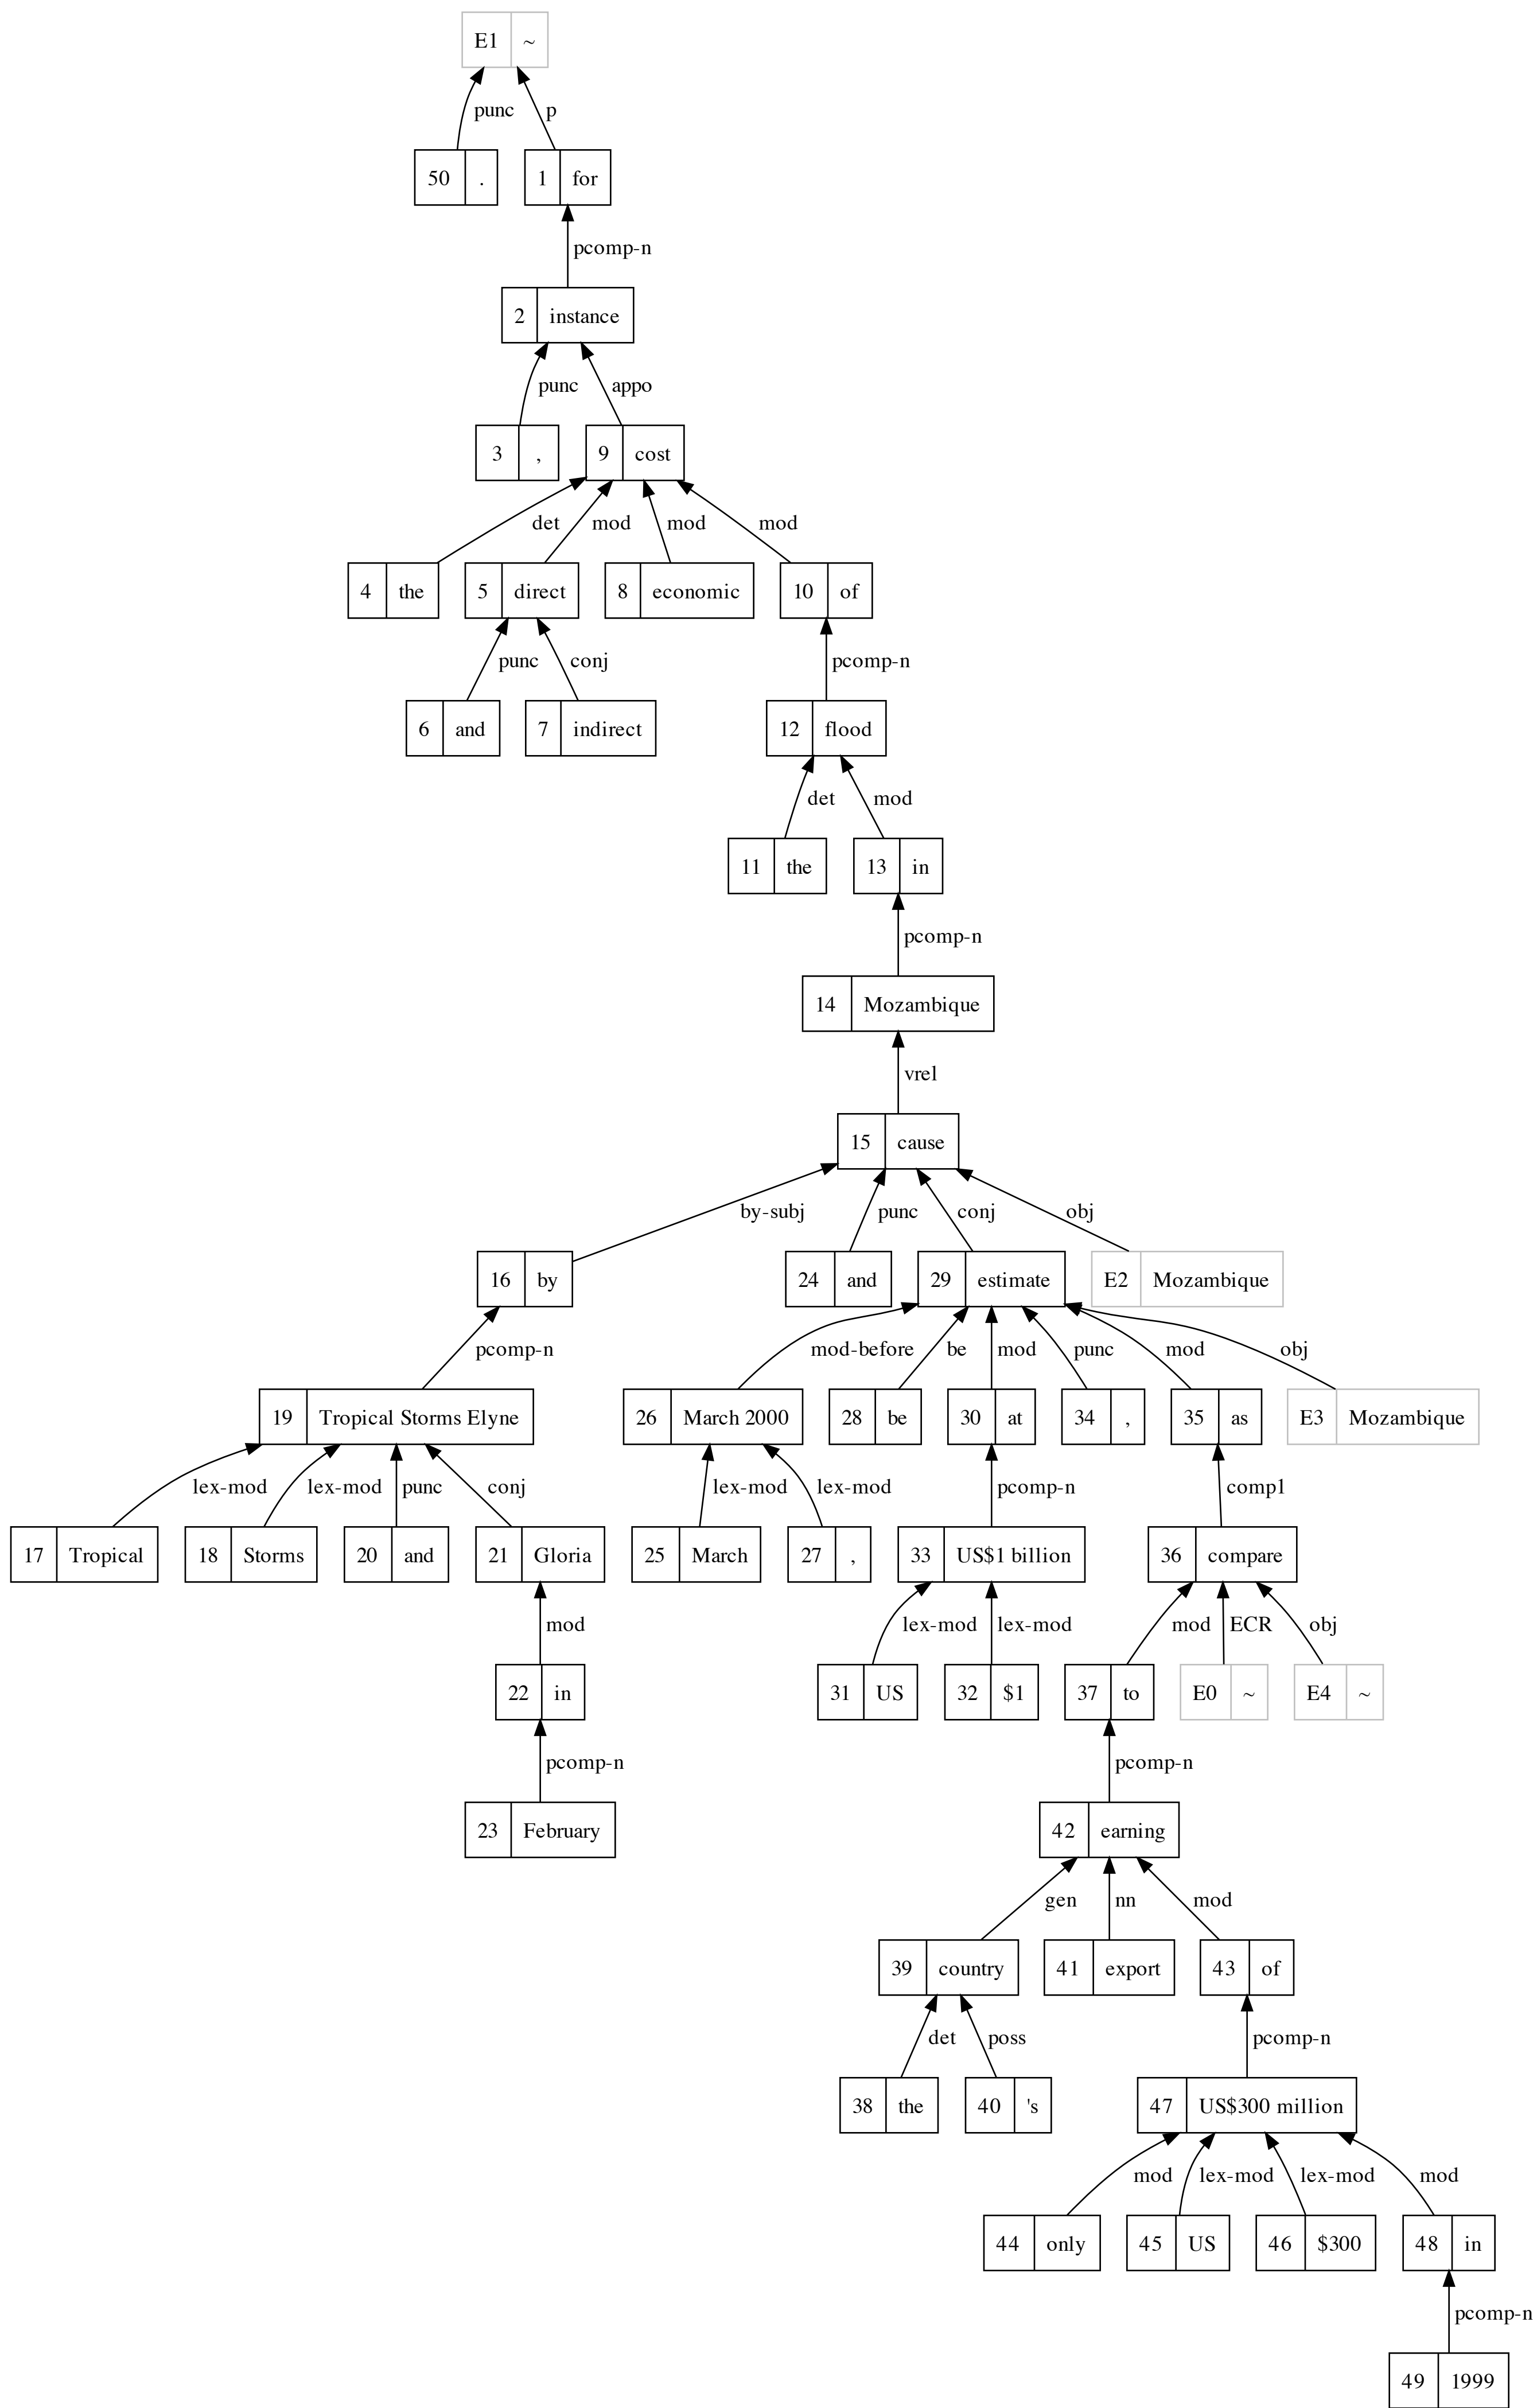 E1 ~
punc p
50 . 1 for
pcomp-n
2 instance
punc appo
3 , 9 cost
det mod mod mod
4 the 5 direct 8 economic 10 of
punc conj pcomp-n
6 and 7 indirect 12 flood
det mod
11 the 13 in
pcomp-n
14 Mozambique
vrel
15 cause
by-subj punc conj obj
16 by 24 and 29 estimate E2 Mozambique
pcomp-n mod-before be mod punc mod obj
19 Tropical Storms Elyne 26 March 2000 28 be 30 at 34 , 35 as E3 Mozambique
lex-mod lex-mod punc conj lex-mod lex-mod pcomp-n comp1
17 Tropical 18 Storms 20 and 21 Gloria 25 March 27 , 33 US$1 billion 36 compare
mod lex-mod lex-mod mod ECR obj
22 in 31 US 32 $1 37 to E0 ~ E4 ~
pcomp-n pcomp-n
23 February 42 earning
gen nn mod
39 country 41 export 43 of
det poss pcomp-n
38 the 40 's 47 US$300 million
mod lex-mod lex-mod mod
44 only 45 US 46 $300 48 in
pcomp-n
49 1999